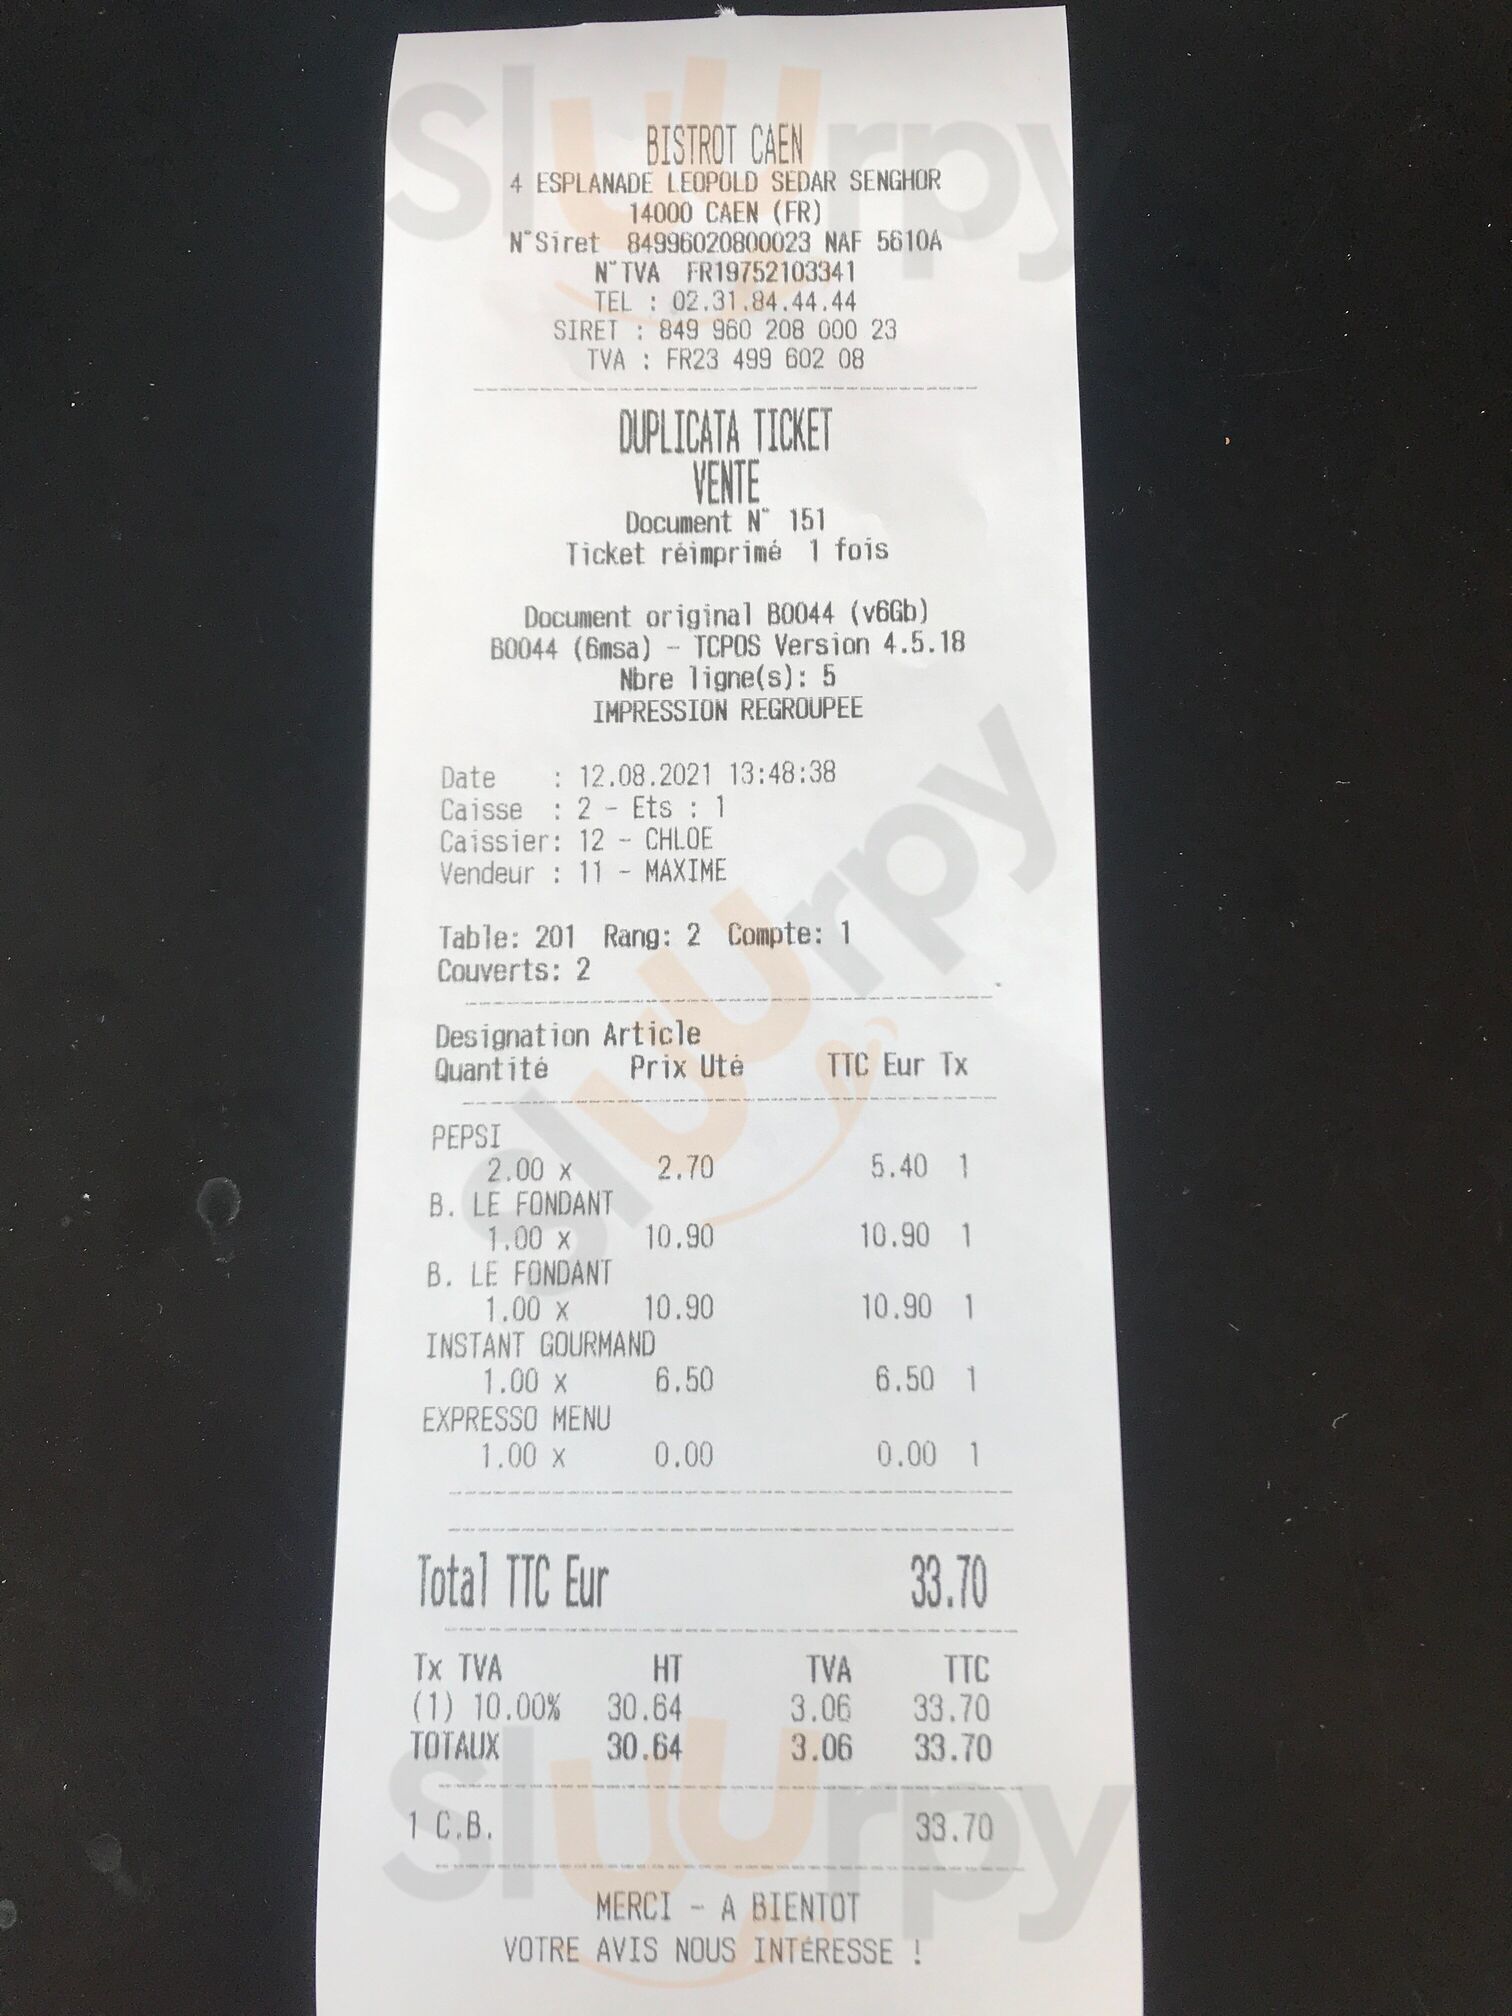 BISTROT CAEN
4 ESPLANADE LEOPOLD SEDAR SENGHOR
14000 CAEN (FR)
N°Siret 84996020800023 NAF 5610A
N°TVA FR19752103341
TEL : 02.31.84.44.44
SIRET : 849 960 208 000 23
TVA : FR23 499 602 08
DUPLICATA TICKET
VENTE
Document N° 151
Ticket réimprimé 1 fois
Document original B0044 (v6Gb)
B0044 (6msa) - TCPOS Version 4.5.18
Nbre ligne(s): 5
IMPRESSION REGROUPEE
Date : 12.08.2021 13:48:38
Caisse : 2 - Ets : 1
Caissier: 12 - CHLOE
Vendeur : 11 - MAXIME
Table: 201 Rang: 2 Compte: 1
Couverts: 2
Designation Article
Quantité Prix Uté TTC Eur Tx
PEPSI
2.00 x 2.70 5.40 1
B. LE FONDANT
1.00 x 10.90 10.90 1
B. LE FONDANT
1.00 x 10.90 10.90 1
INSTANT GOURMAND
1.00 x 6.50 6.50 1
EXPRESSO MENU
1.00 x 0.00 0.00 1
Total TTC Eur 33.70
Tx TVA HT TVA TTC
(1) 10.00% 30.64 3.06 33.70
TOTAUX 30.64 3.06 33.70
1 C.B. 33.70
MERCI - A BIENTOT
VOTRE AVIS NOUS INTÉRESSE !
sluurpy
sluurpy
sluurpy